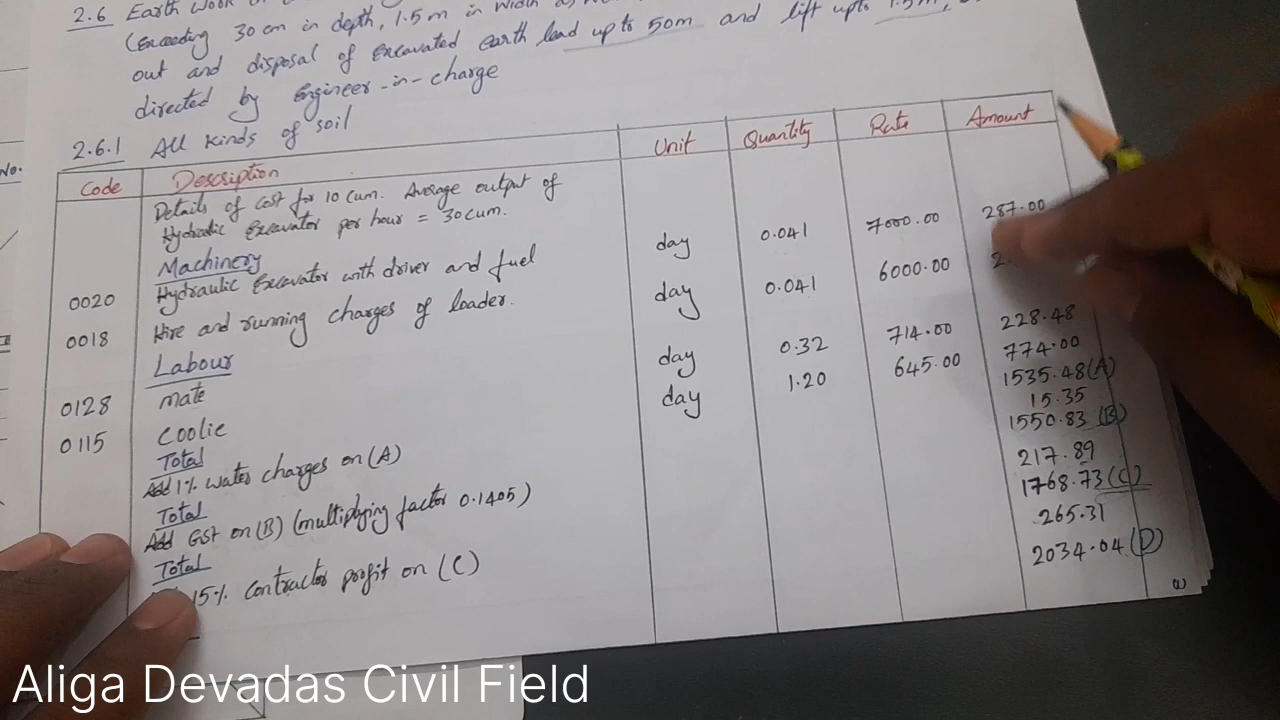 2.6 Earth work
(Exceeding 30 cm in depth, 1.5 m in width
out and disposal of excavated earth lead up to 50m and lift upto 1.5m,
directed by Engineer-in-charge
2.6.1 All kinds of soil
Code Description Unit Quantity Rate Amount
Details of cost for 10 cum. Average output of
Hydraulic Excavator per hour = 30 cum.
Machinery
0020 Hydraulic Excavator with driver and fuel day 0.041 7000.00 287.00
0018 Hire and running charges of loader. day 0.041 6000.00
Labour
0128 mate day 0.32 714.00 228.48
0115 Coolie day 1.20 645.00 774.00
Total 1535.48(A)
Add 1% water charges on (A) 15.35
Total 1550.83 (B)
Add GST on (B) (multiplying factor 0.1405) 217.89
Total 1768.73 (C)
15% contractor profit on (C) 265.31
2034.04 (D)
Aliga Devadas Civil Field